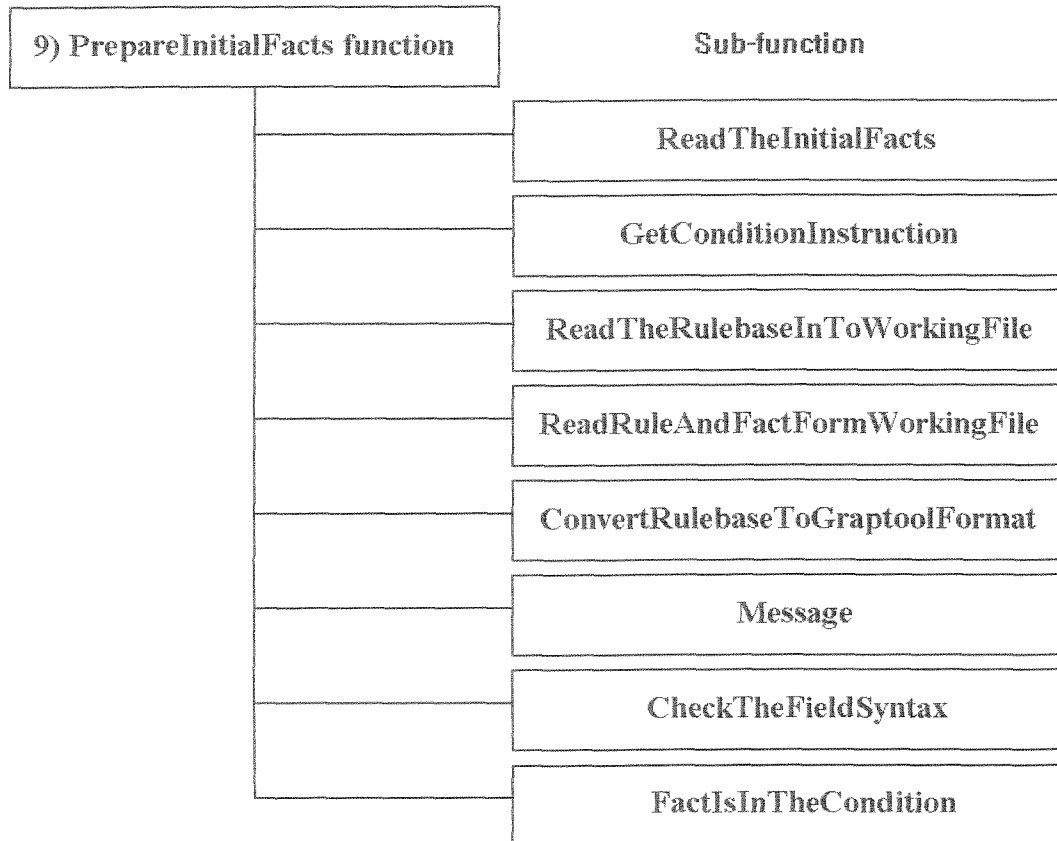 9) PrepareInitialFacts function
Sub-function
ReadTheInitialFacts
GetConditionInstruction
ReadTheRulebaseInToWorkingFile
ReadRuleAndFactFormWorkingFile
ConvertRulebaseToGraptoolFormat
Message
CheckTheFieldSyntax
FactIsInTheCondition